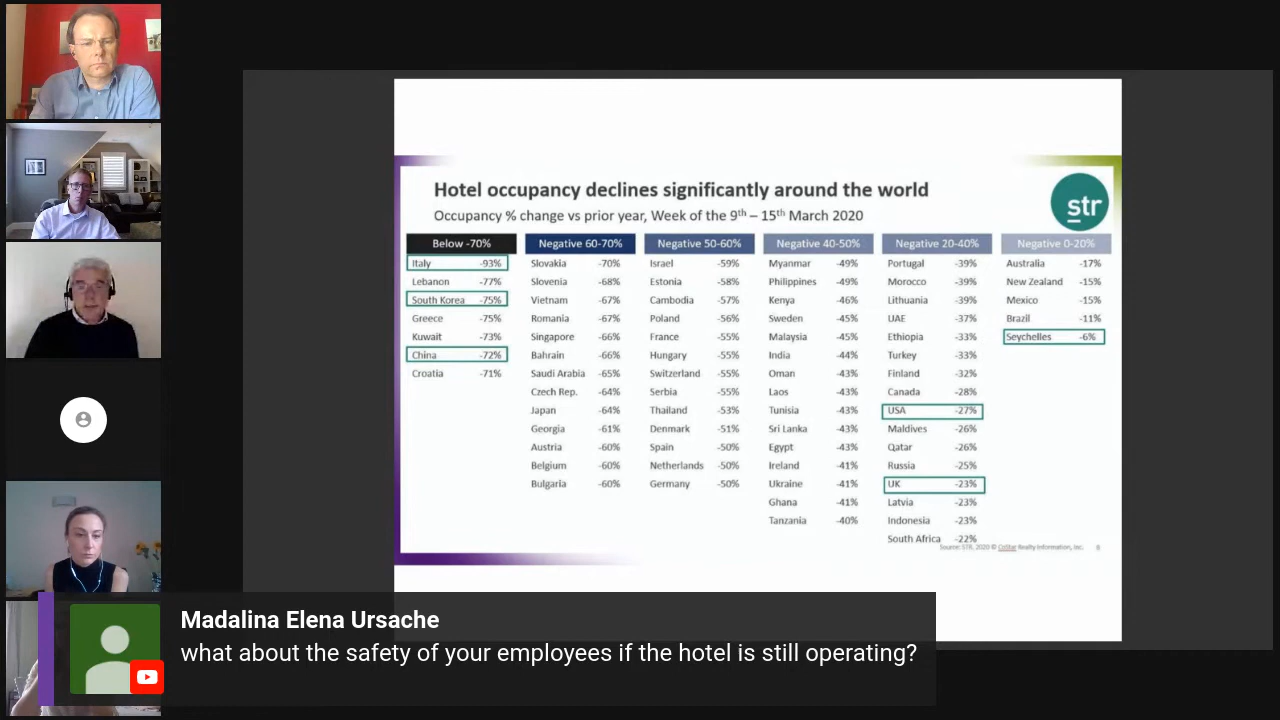 Hotel occupancy declines significantly around the world
Occupancy % change vs prior year, Week of the 9th – 15th March 2020
str
Below -70%
Italy -93%
Lebanon -77%
South Korea -75%
Greece -75%
Kuwait -73%
China -72%
Croatia -71%
Negative 60-70%
Slovakia -70%
Slovenia -68%
Vietnam -67%
Romania -67%
Singapore -66%
Bahrain -66%
Saudi Arabia -65%
Czech Rep. -64%
Japan -64%
Georgia -61%
Austria -60%
Belgium -60%
Bulgaria -60%
Negative 50-60%
Israel -59%
Estonia -58%
Cambodia -57%
Poland -56%
France -55%
Hungary -55%
Switzerland -55%
Serbia -55%
Thailand -53%
Denmark -51%
Spain -50%
Netherlands -50%
Germany -50%
Negative 40-50%
Myanmar -49%
Philippines -49%
Kenya -46%
Sweden -45%
Malaysia -45%
India -44%
Oman -43%
Laos -43%
Tunisia -43%
Sri Lanka -43%
Egypt -43%
Ireland -41%
Ukraine -41%
Ghana -41%
Tanzania -40%
Negative 20-40%
Portugal -39%
Morocco -39%
Lithuania -39%
UAE -37%
Ethiopia -33%
Turkey -33%
Finland -32%
Canada -28%
USA -27%
Maldives -26%
Qatar -26%
Russia -25%
UK -23%
Latvia -23%
Indonesia -23%
South Africa -22%
Negative 0-20%
Australia -17%
New Zealand -15%
Mexico -15%
Brazil -11%
Seychelles -6%
Source: STR, 2020 © CoStar Realty Information, Inc. 8
Madalina Elena Ursache
what about the safety of your employees if the hotel is still operating?